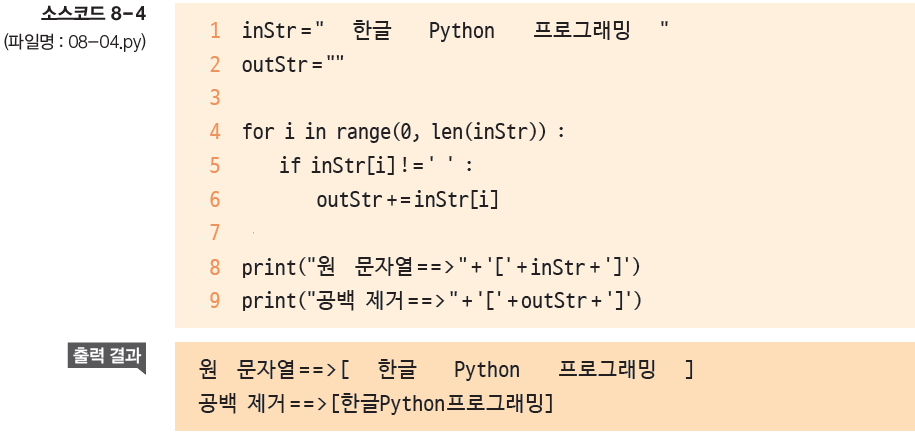 소스코드 8-4
(파일명 : 08-04.py)
1 inStr="   한글    Python    프로그래밍   "
2 outStr=""
3
4 for i in range(0, len(inStr)) :
5     if inStr[i]!=' ' :
6         outStr+=inStr[i]
7
8 print("원  문자열==>"+'['+inStr+']')
9 print("공백 제거==>"+'['+outStr+']')
출력 결과
원  문자열==>[   한글    Python    프로그래밍   ]
공백 제거==>[한글Python프로그래밍]